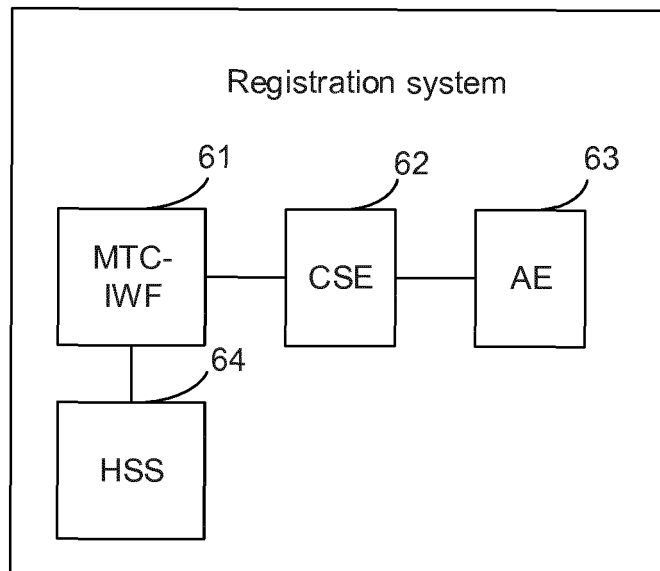 Registration system
61
62
63
MTC-
IWF
CSE
AE
64
HSS